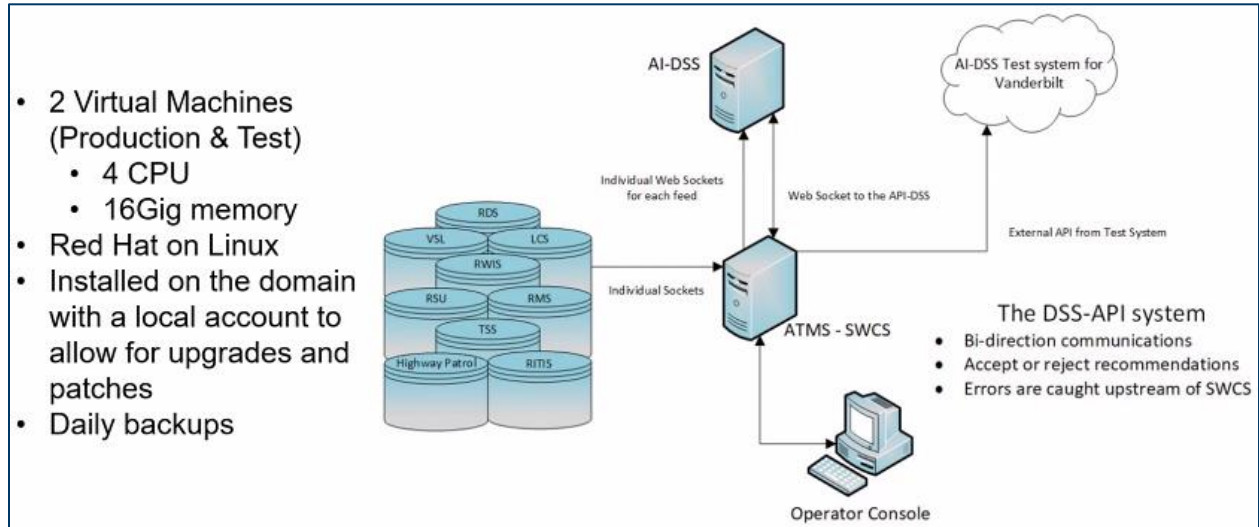 • 2 Virtual Machines
(Production & Test)
• 4 CPU
• 16Gig memory
• Red Hat on Linux
• Installed on the domain
with a local account to
allow for upgrades and
patches
• Daily backups
RDS
VSL
LCS
RWIS
RSU
RMS
TSS
Highway Patrol
RITIS
Individual Sockets
AI-DSS
Individual Web Sockets
for each feed
Web Socket to the API-DSS
ATMS - SWCS
Operator Console
AI-DSS Test system for
Vanderbilt
External API from Test System
The DSS-API system
• Bi-direction communications
• Accept or reject recommendations
• Errors are caught upstream of SWCS